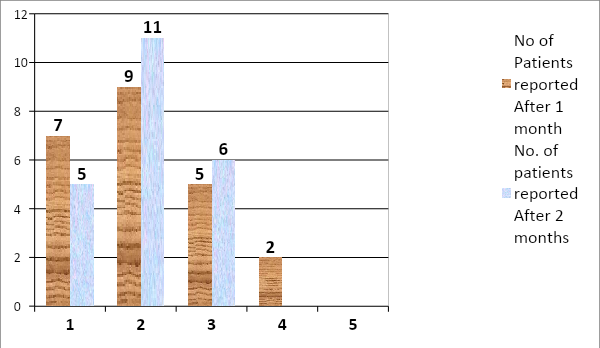 12
10
8
6
4
2
0
7
5
9
11
5
6
2
1
2
3
4
5
No of
Patients
reported
After 1
month
No. of
patients
reported
After 2
months